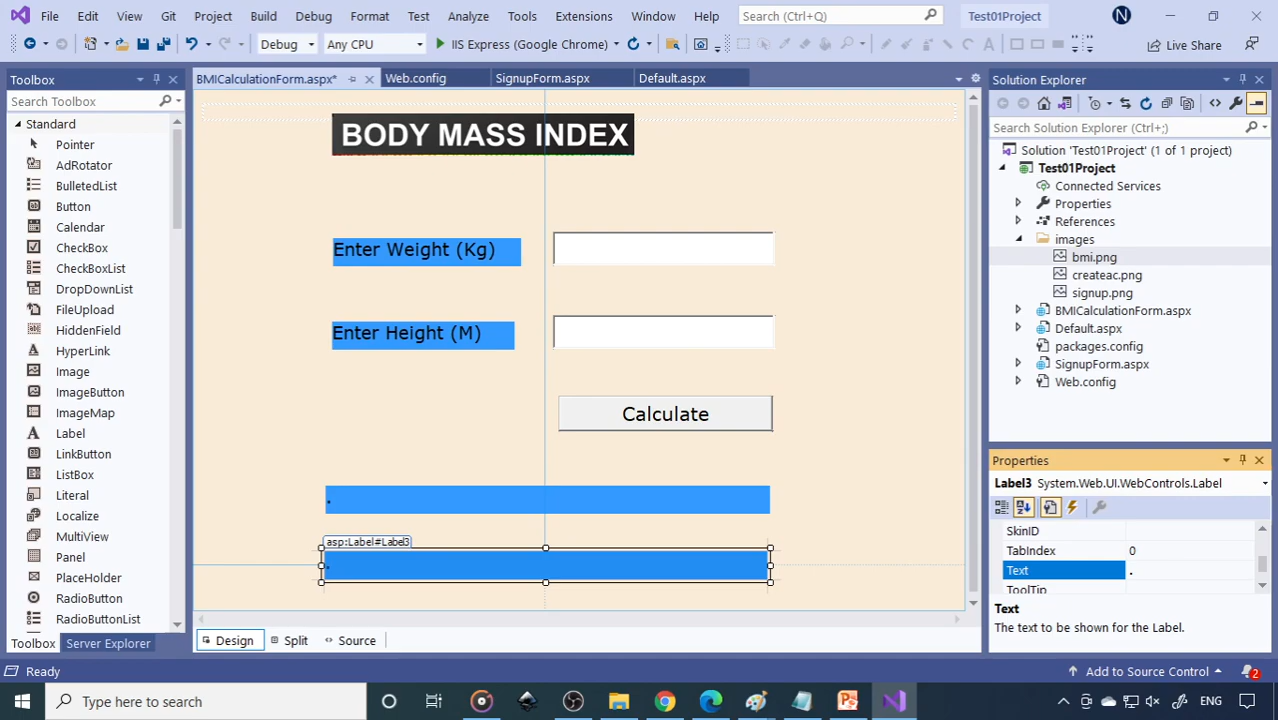 File Edit View Git Project Build Debug Format Test Analyze Tools Extensions Window Help Search (Ctrl+Q) Test01Project N
Debug Any CPU IIS Express (Google Chrome) Live Share
Toolbox
Search Toolbox
Standard
Pointer
AdRotator
BulletedList
Button
Calendar
CheckBox
CheckBoxList
DropDownList
FileUpload
HiddenField
HyperLink
Image
ImageButton
ImageMap
Label
LinkButton
ListBox
Literal
Localize
MultiView
Panel
PlaceHolder
RadioButton
RadioButtonList
Toolbox Server Explorer
BMICalculationForm.aspx* Web.config SignupForm.aspx Default.aspx
BODY MASS INDEX
Enter Weight (Kg)
Enter Height (M)
Calculate
.
asp:Label#Label3
.
Design Split Source
Solution Explorer
Search Solution Explorer (Ctrl+;)
Solution 'Test01Project' (1 of 1 project)
Test01Project
Connected Services
Properties
References
images
bmi.png
createac.png
signup.png
BMICalculationForm.aspx
Default.aspx
packages.config
SignupForm.aspx
Web.config
Properties
Label3 System.Web.UI.WebControls.Label
SkinID
TabIndex 0
Text .
ToolTip
Text
The text to be shown for the Label.
Ready Add to Source Control 2
Type here to search ENG